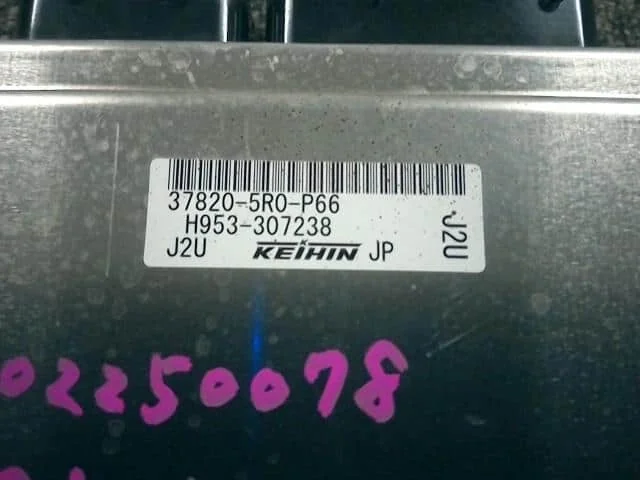 37820-5R0-P66
H953-307238
J2U KEIHIN JP
J2U
02250078